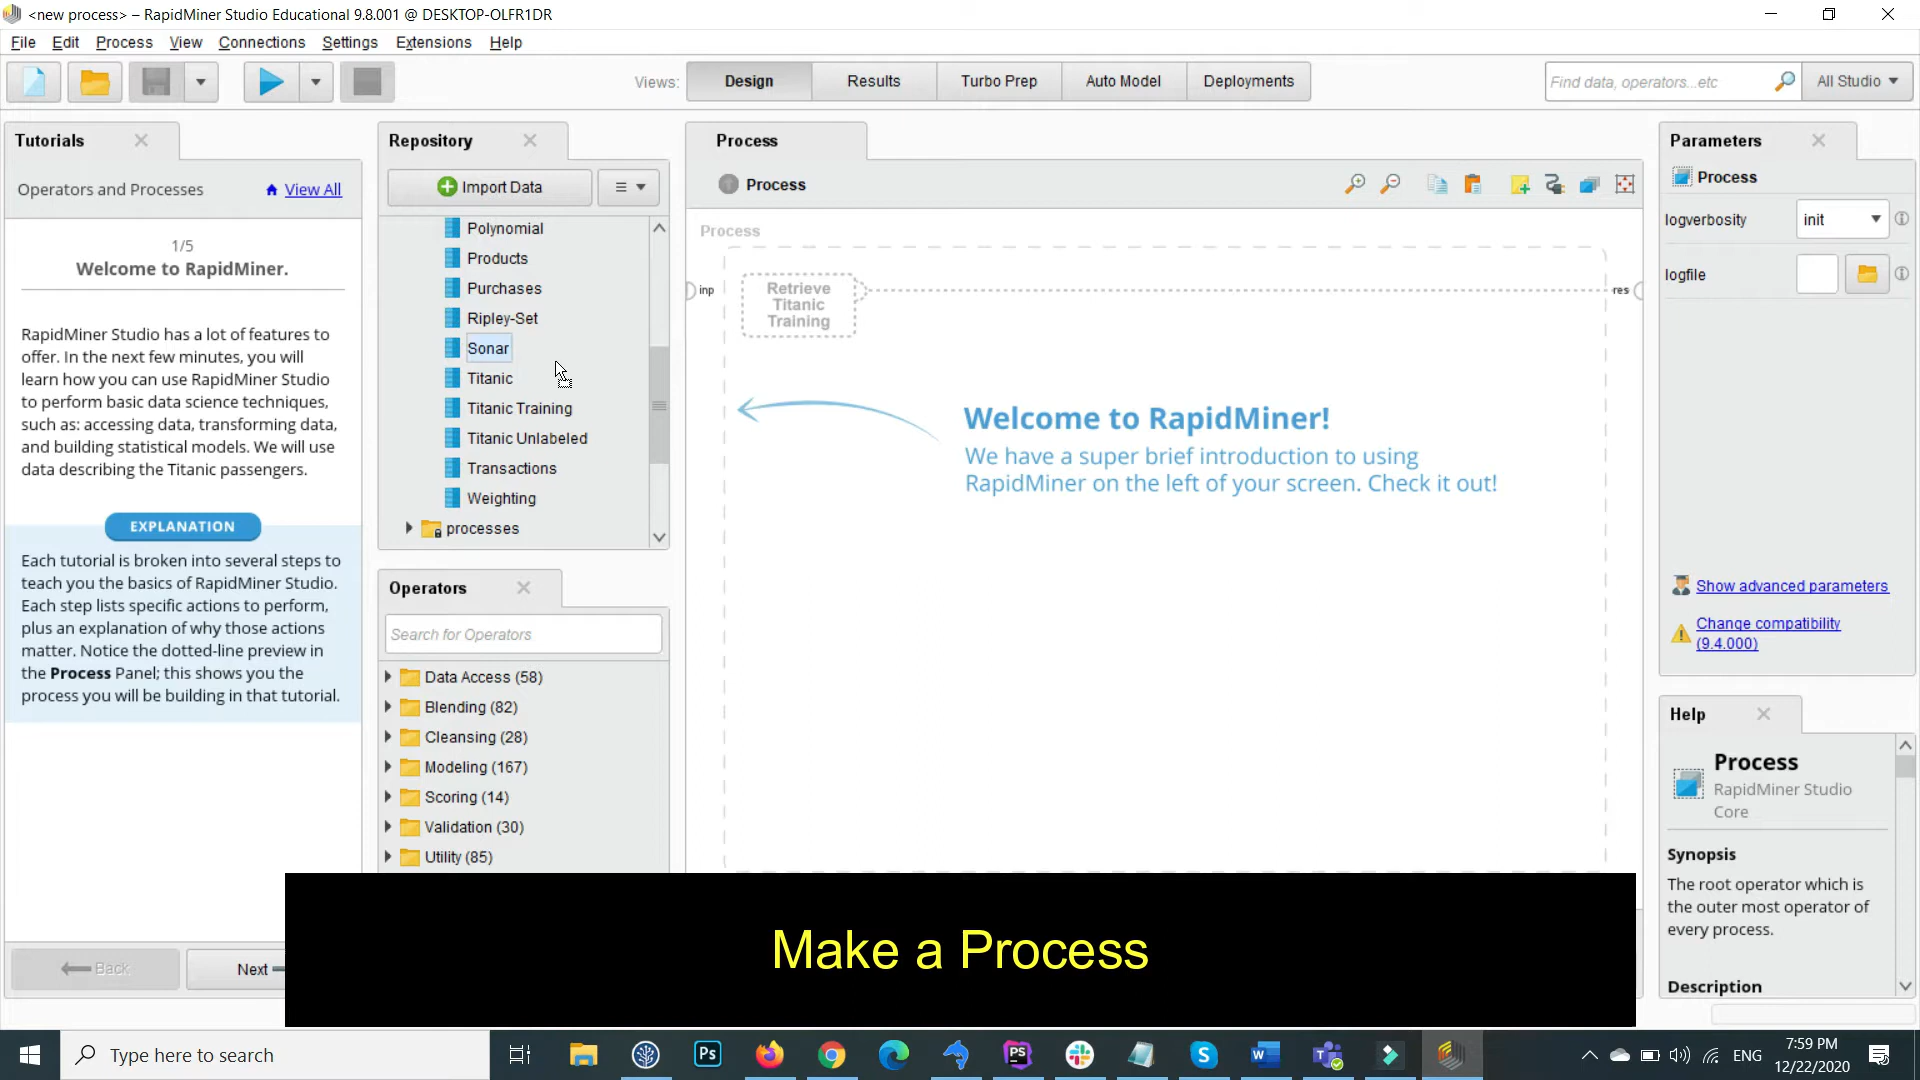 <new process> – RapidMiner Studio Educational 9.8.001 @ DESKTOP-OLFR1DR
File Edit Process View Connections Settings Extensions Help
Views: Design Results Turbo Prep Auto Model Deployments
Find data, operators...etc
All Studio
Tutorials
Operators and Processes
View All
1/5
Welcome to RapidMiner.
RapidMiner Studio has a lot of features to
offer. In the next few minutes, you will
learn how you can use RapidMiner Studio
to perform basic data science techniques,
such as: accessing data, transforming data,
and building statistical models. We will use
data describing the Titanic passengers.
EXPLANATION
Each tutorial is broken into several steps to
teach you the basics of RapidMiner Studio.
Each step lists specific actions to perform,
plus an explanation of why those actions
matter. Notice the dotted-line preview in
the Process Panel; this shows you the
process you will be building in that tutorial.
Back
Next
Repository
Import Data
Polynomial
Products
Purchases
Ripley-Set
Sonar
Titanic
Titanic Training
Titanic Unlabeled
Transactions
Weighting
processes
Operators
Search for Operators
Data Access (58)
Blending (82)
Cleansing (28)
Modeling (167)
Scoring (14)
Validation (30)
Utility (85)
Process
Process
Process
inp
Retrieve
Titanic
Training
res
Welcome to RapidMiner!
We have a super brief introduction to using
RapidMiner on the left of your screen. Check it out!
Parameters
Process
logverbosity
init
logfile
Show advanced parameters
Change compatibility
(9.4.000)
Help
Process
RapidMiner Studio
Core
Synopsis
The root operator which is
the outer most operator of
every process.
Description
Make a Process
Type here to search
Ps
PS
S
W
T
ENG
7:59 PM
12/22/2020